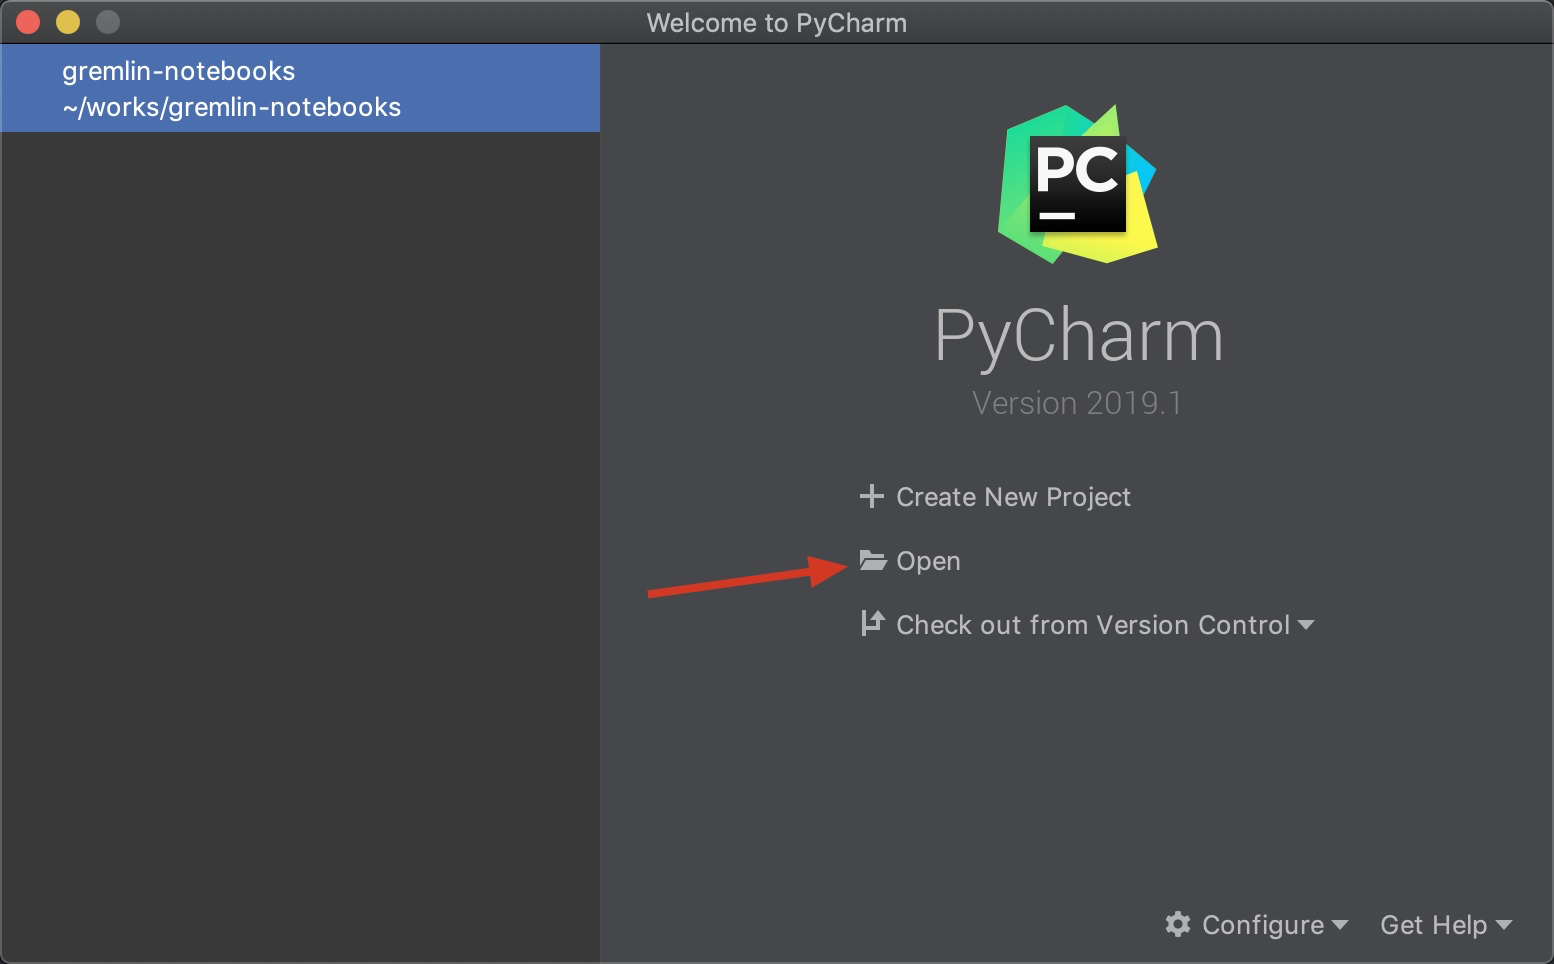 Welcome to PyCharm
gremlin-notebooks
~/works/gremlin-notebooks
PC
PyCharm
Version 2019.1
Create New Project
Open
Check out from Version Control
Configure
Get Help